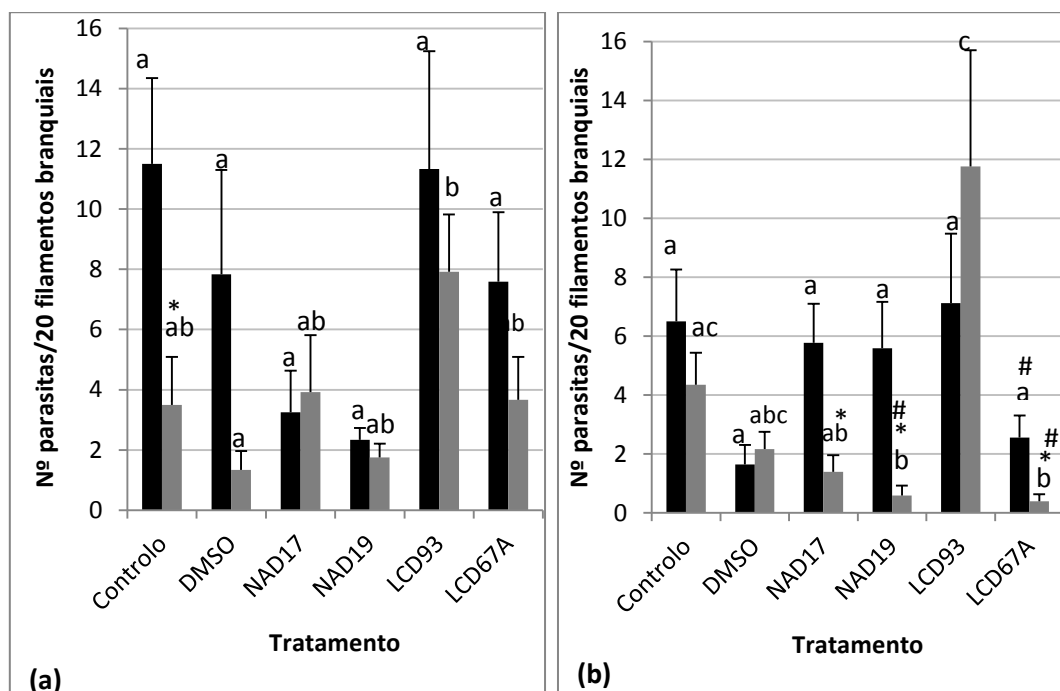 Nº parasitas/20 filamentos branquiais
16
14
12
10
8
6
4
2
0
a
*
ab
a
a
a
ab
a
ab
a
b
a
ab
Controlo
DMSO
NAD17
NAD19
LCD93
LCD67A
Tratamento
(a)
Nº parasitas/20 filamentos branquiais
16
14
12
10
8
6
4
2
0
a
ac
a
abc
a
*
ab
a
#
*
b
a
c
#
a
#
*
b
Controlo
DMSO
NAD17
NAD19
LCD93
LCD67A
Tratamento
(b)